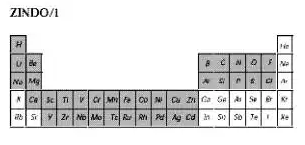 ZINDO/1
H He
Li Be B C N O F Ne
Na Mg Al Si P S Cl Ar
K Ca Sc Ti V Cr Mn Fe Co Ni Cu Zn Ga Ge As Se Br Kr
Rb Sr Y Zr Nb Mo Tc Ru Rh Pd Ag Cd In Sn Sb Te I Xe